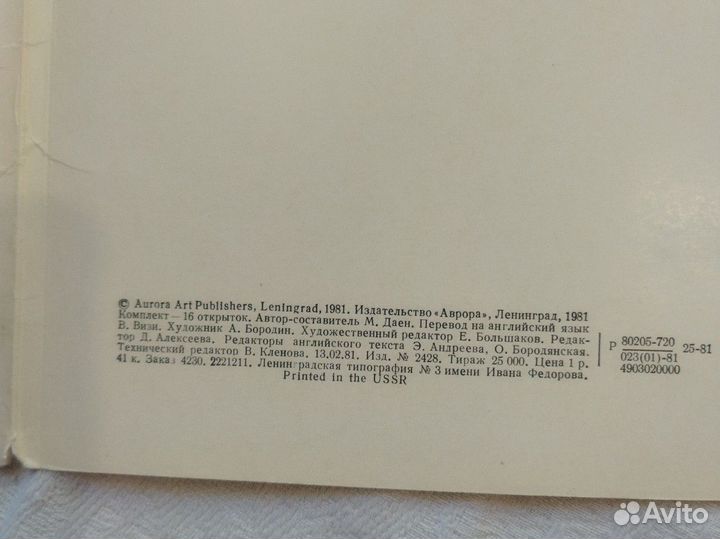 © Aurora Art Publishers, Leningrad, 1981. Издательство «Аврора», Ленинград, 1981
Комплект — 16 открыток. Автор-составитель М. Даен. Перевод на английский язык
В. Визи. Художник А. Бородин. Художественный редактор Е. Большаков. Редак-
тор Д. Алексеева. Редакторы английского текста Э. Андреева, О. Бородянская.
Технический редактор В. Кленова. 13.02.81. Изд. № 2428. Тираж 25 000. Цена 1 р.
41 к. Заказ 4230. 2221211. Ленинградская типография № 3 имени Ивана Федорова.
Printed in the USSR
Р 80205-720 25-81
023(01)-81
4903020000
Avito